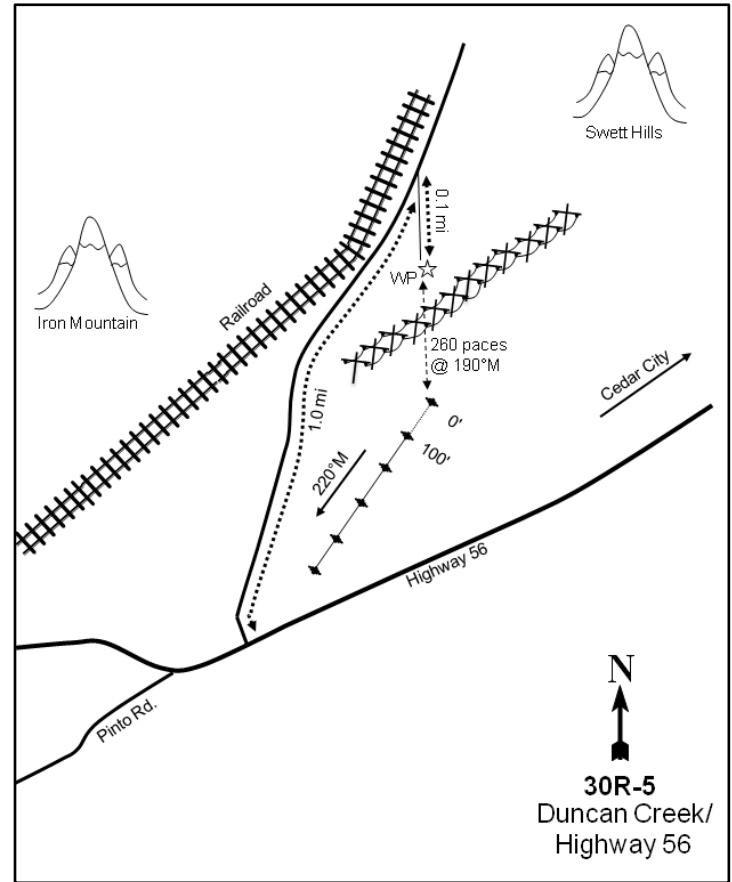 Swett Hills
Iron Mountain
Railroad
0.1 mi
WP
260 paces
@ 190°M
1.0 mi
Cedar City
0'
100'
220°M
Highway 56
Pinto Rd.
N
30R-5
Duncan Creek/
Highway 56